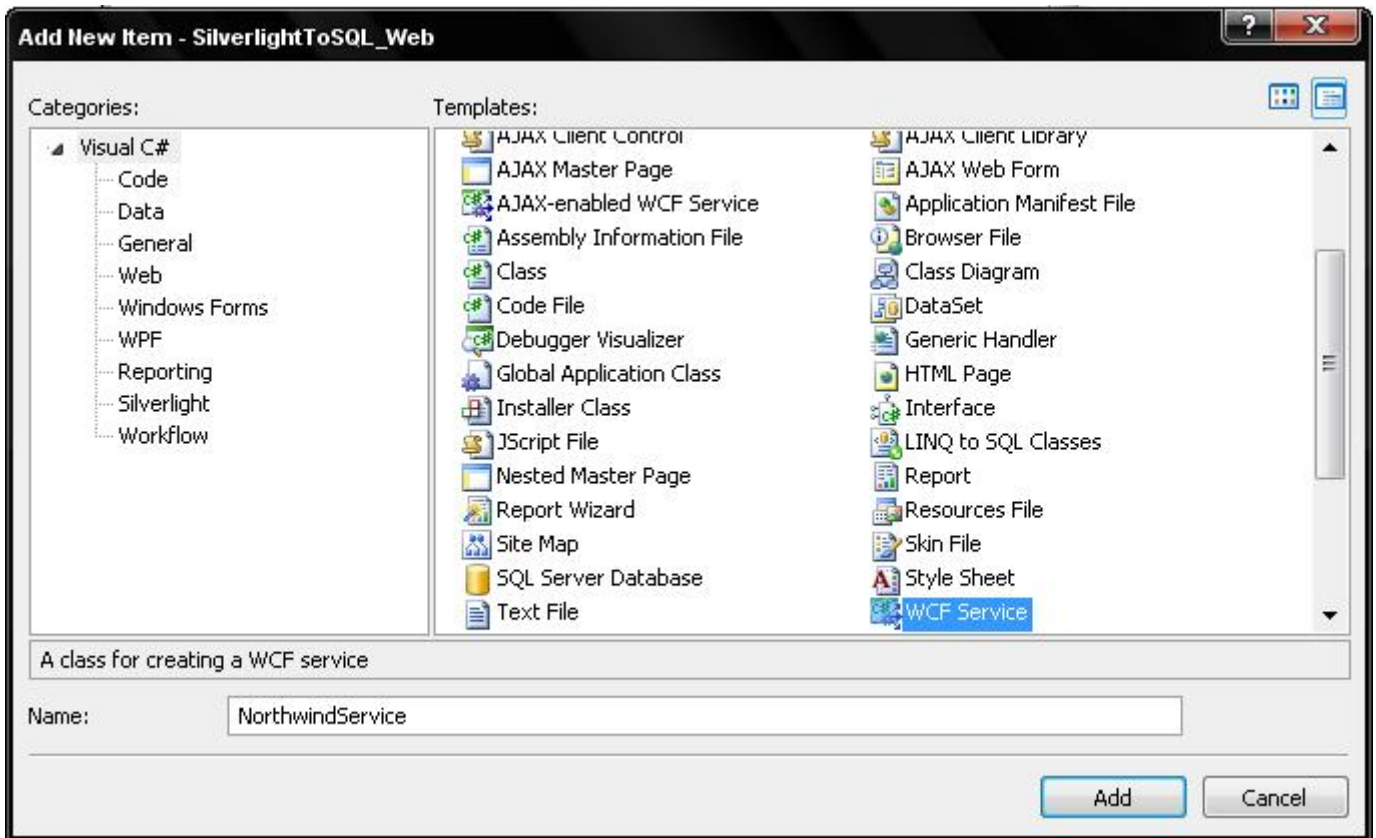 Add New Item - SilverlightToSQL_Web
?
X
Categories:
Templates:
Visual C#
Code
Data
General
Web
Windows Forms
WPF
Reporting
Silverlight
Workflow
AJAX Client Control
AJAX Client Library
AJAX Master Page
AJAX Web Form
AJAX-enabled WCF Service
Application Manifest File
Assembly Information File
Browser File
Class
Class Diagram
Code File
DataSet
Debugger Visualizer
Generic Handler
Global Application Class
HTML Page
Installer Class
Interface
JScript File
LINQ to SQL Classes
Nested Master Page
Report
Report Wizard
Resources File
Site Map
Skin File
SQL Server Database
Style Sheet
Text File
WCF Service
A class for creating a WCF service
Name:
NorthwindService
Add
Cancel